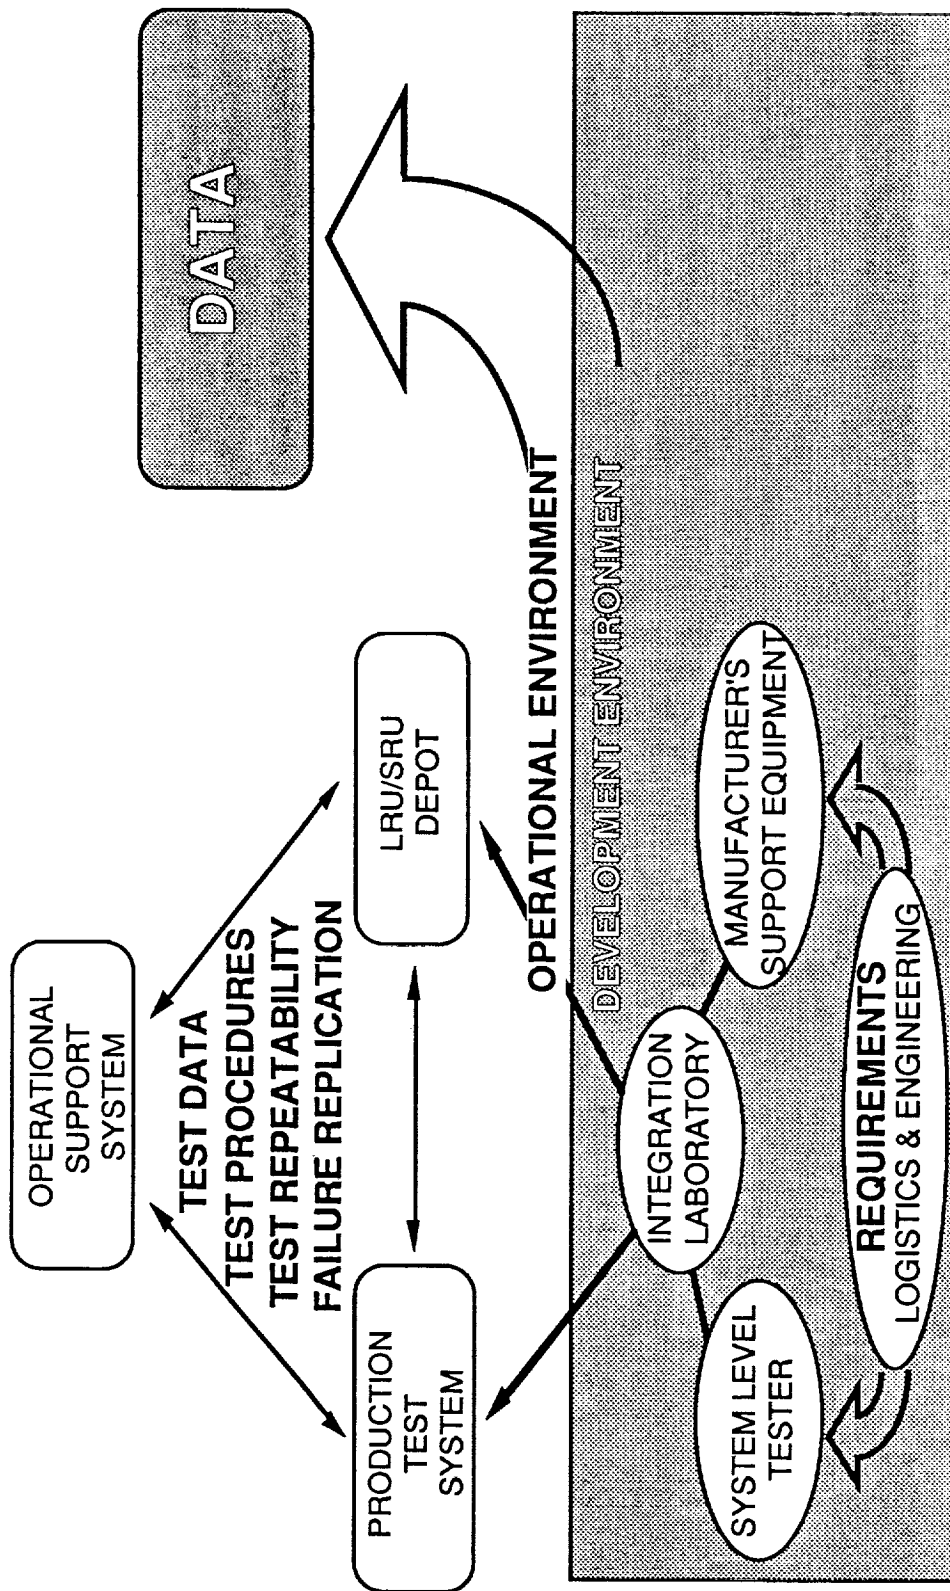 OPERATIONAL
SUPPORT
SYSTEM
TEST DATA
TEST PROCEDURES
TEST REPEATABILITY
FAILURE REPLICATION
PRODUCTION
TEST
SYSTEM
LRU/SRU
DEPOT
DATA
OPERATIONAL ENVIRONMENT
DEVELOPMENT ENVIRONMENT
INTEGRATION
LABORATORY
SYSTEM LEVEL
TESTER
MANUFACTURER'S
SUPPORT EQUIPMENT
REQUIREMENTS
LOGISTICS & ENGINEERING